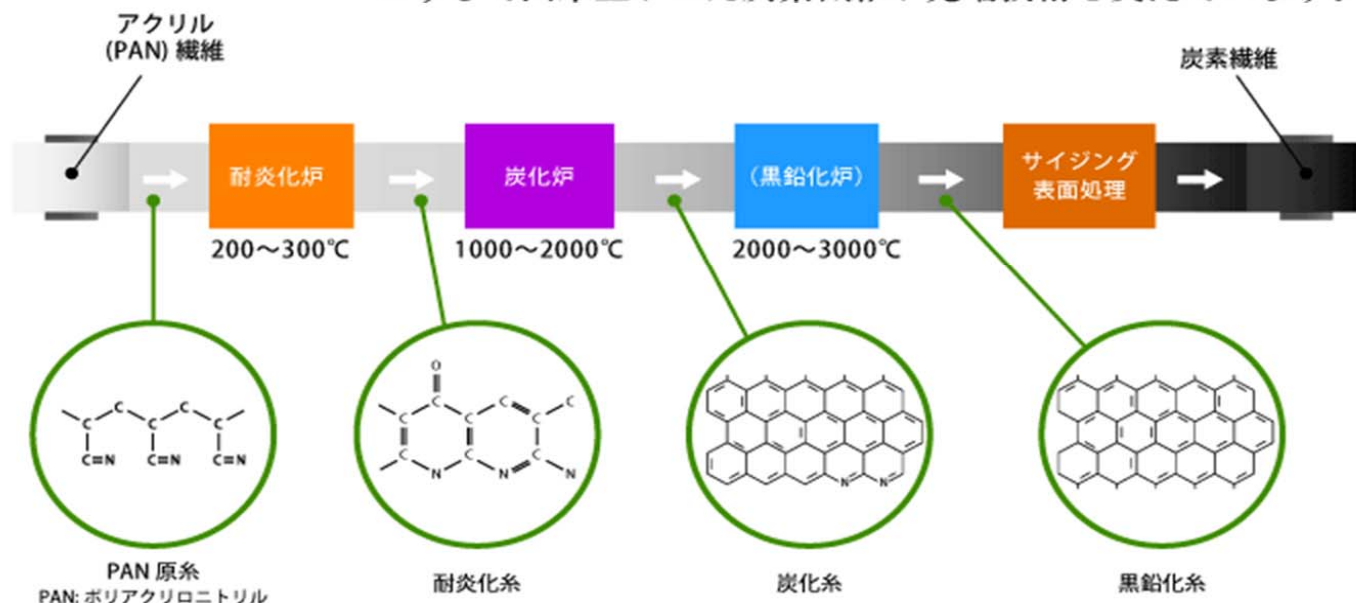 アクリル
(PAN) 繊維
炭素繊維
耐炎化炉
炭化炉
(黒鉛化炉)
サイジング
表面処理
200〜300℃
1000〜2000℃
2000〜3000℃
O
C C C C C
C C C C
N N N
C C C C C
C≡N C≡N C≡N
N N
PAN 原糸
PAN: ポリアクリロニトリル
耐炎化糸
炭化糸
黒鉛化糸